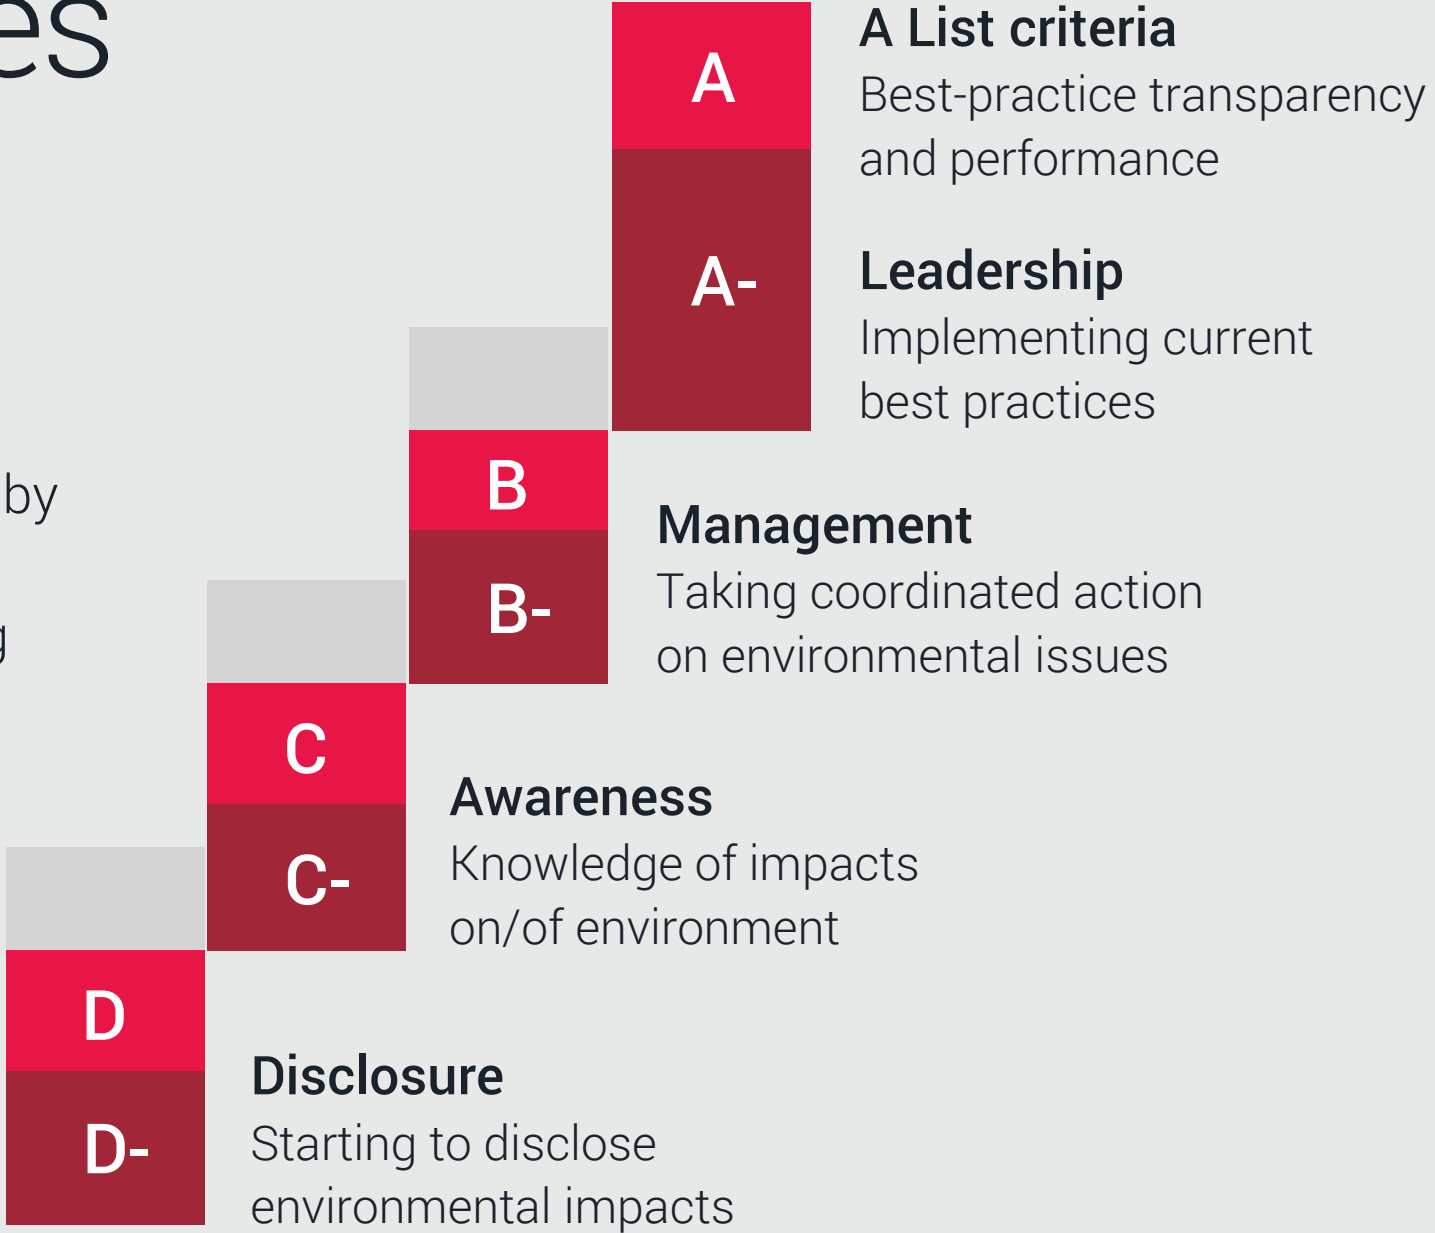 es
by
g
A
A List criteria
Best-practice transparency
and performance
A-
Leadership
Implementing current
best practices
B
B-
Management
Taking coordinated action
on environmental issues
C
C-
Awareness
Knowledge of impacts
on/of environment
D
D-
Disclosure
Starting to disclose
environmental impacts